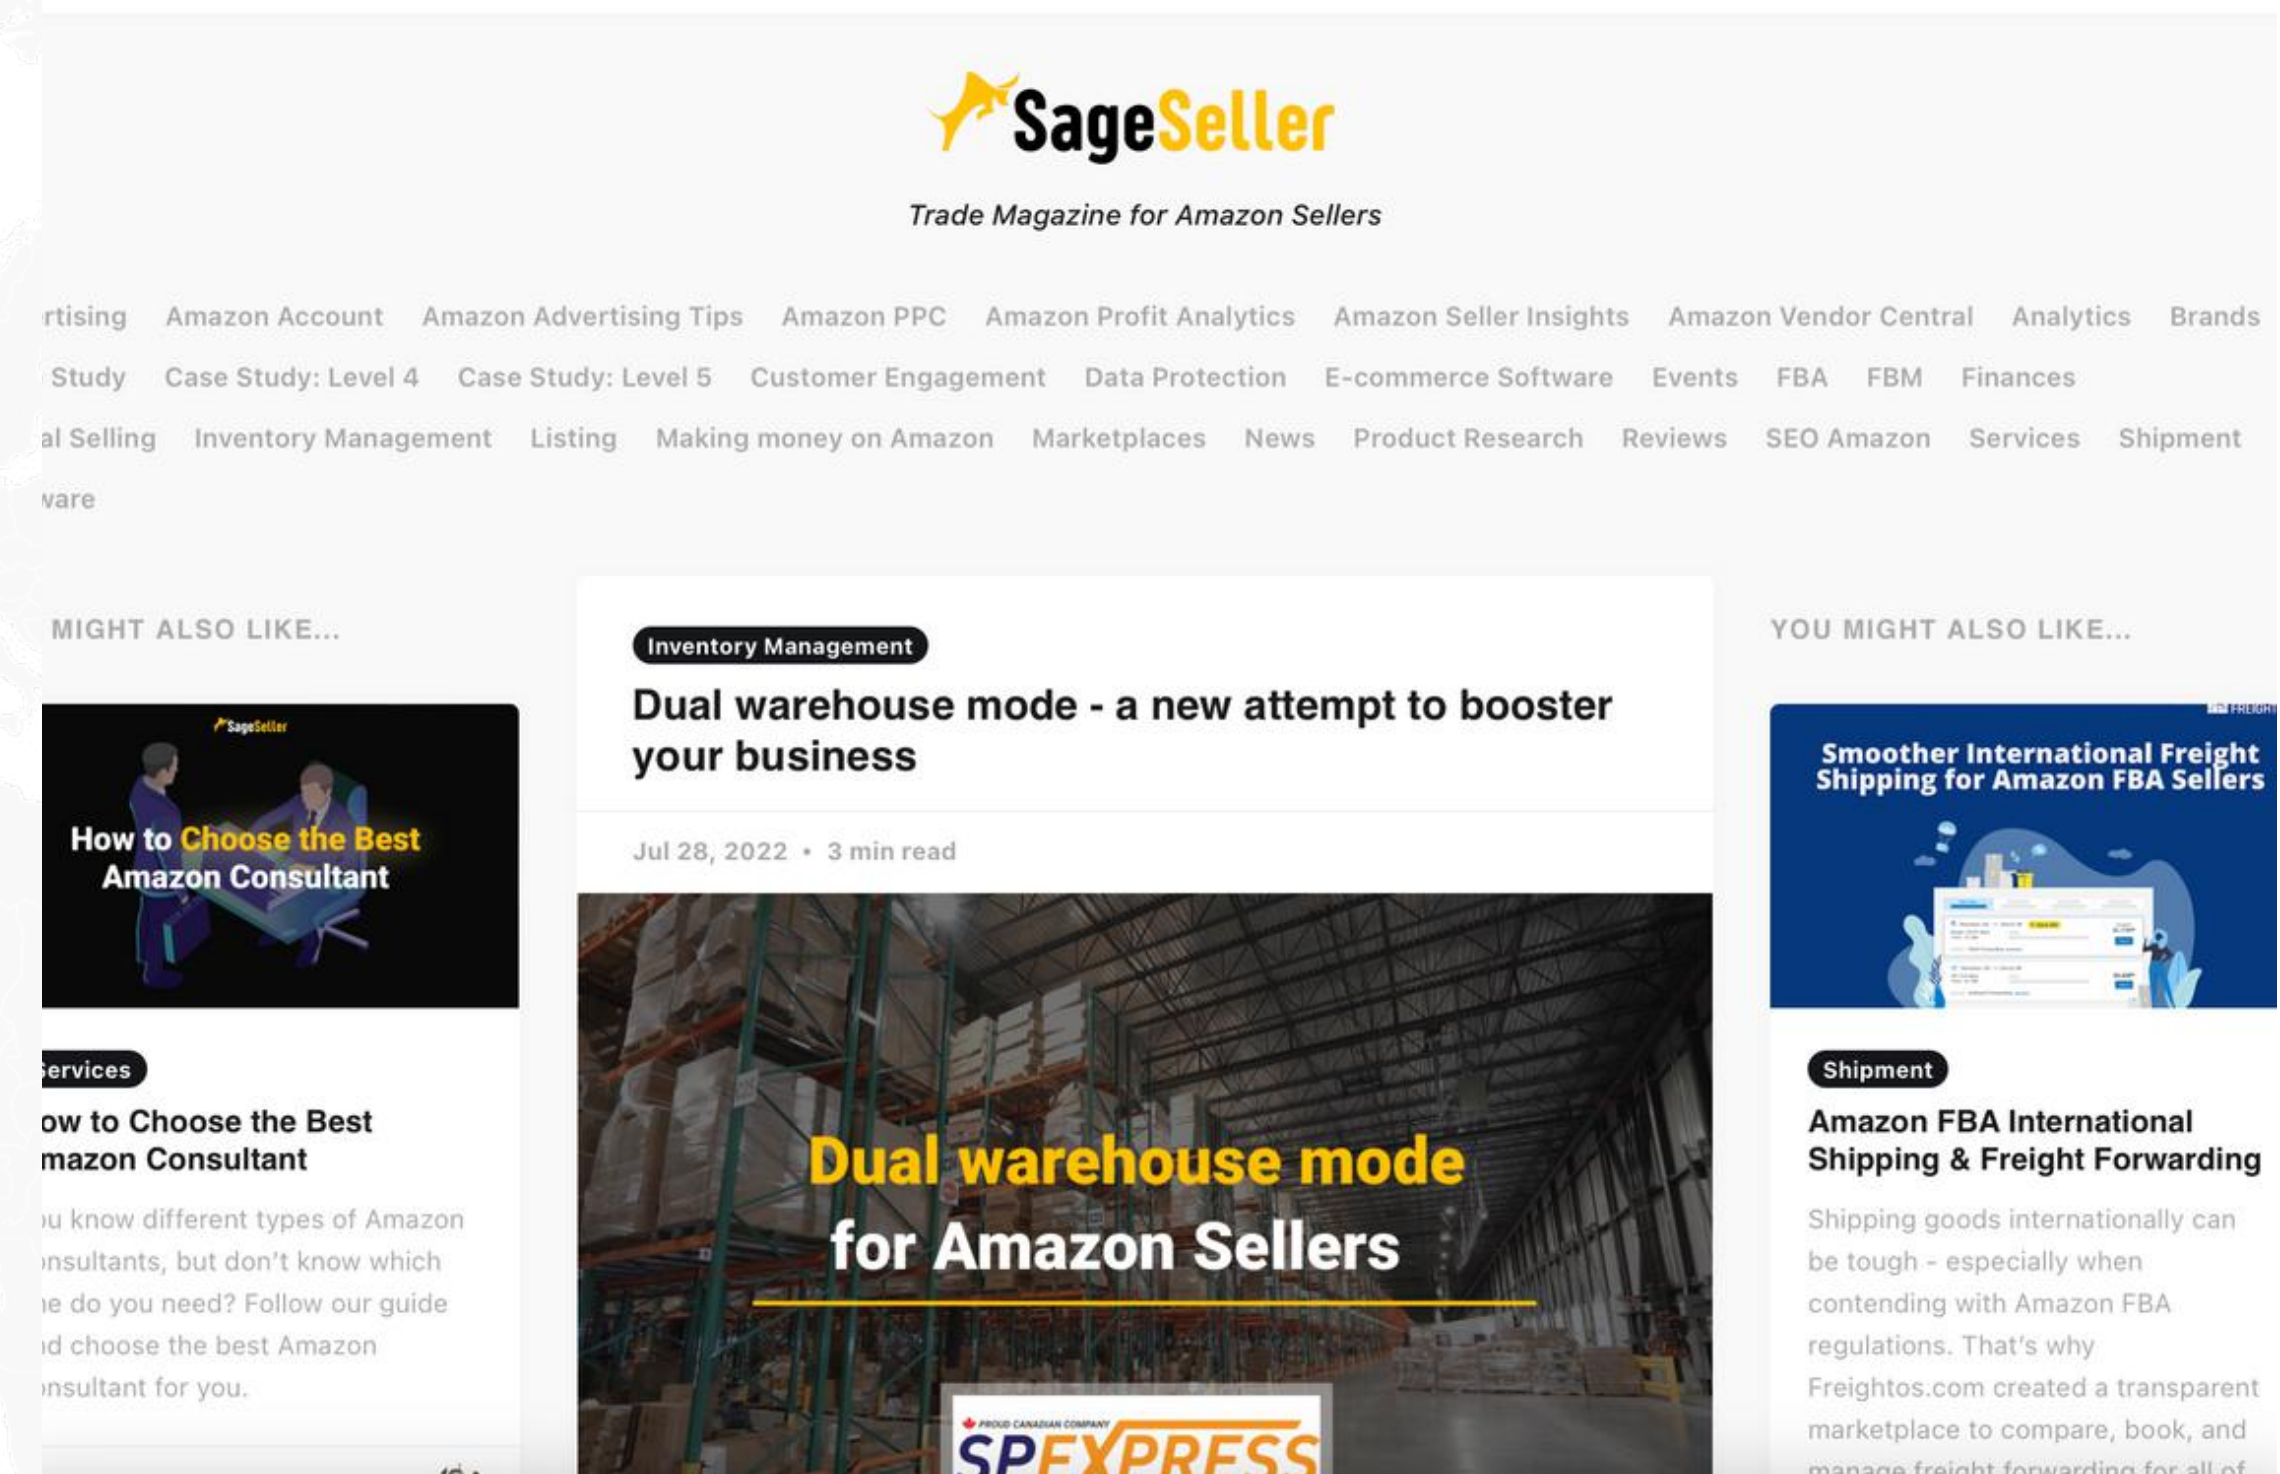 SageSeller
Trade Magazine for Amazon Sellers
Amazon Account Amazon Advertising Tips Amazon PPC Amazon Profit Analytics Amazon Seller Insights Amazon Vendor Central Analytics Brands
Study Case Study: Level 4 Case Study: Level 5 Customer Engagement Data Protection E-commerce Software Events FBA FBM Finances
Selling Inventory Management Listing Making money on Amazon Marketplaces News Product Research Reviews SEO Amazon Services Shipment
MIGHT ALSO LIKE...
SageSeller
How to Choose the Best
Amazon Consultant
ervices
ow to Choose the Best
mazon Consultant
u know different types of Amazon
nsultants, but don't know which
e do you need? Follow our guide
d choose the best Amazon
nsultant for you.
Inventory Management
Dual warehouse mode - a new attempt to booster
your business
Jul 28, 2022 • 3 min read
Dual warehouse mode
for Amazon Sellers
PROUD CANADIAN COMPANY
SPEXPRESS
YOU MIGHT ALSO LIKE...
Smoother International Freight
Shipping for Amazon FBA Sellers
Shipment
Amazon FBA International
Shipping & Freight Forwarding
Shipping goods internationally can
be tough - especially when
contending with Amazon FBA
regulations. That's why
Freightos.com created a transparent
marketplace to compare, book, and
manage freight forwarding for all of